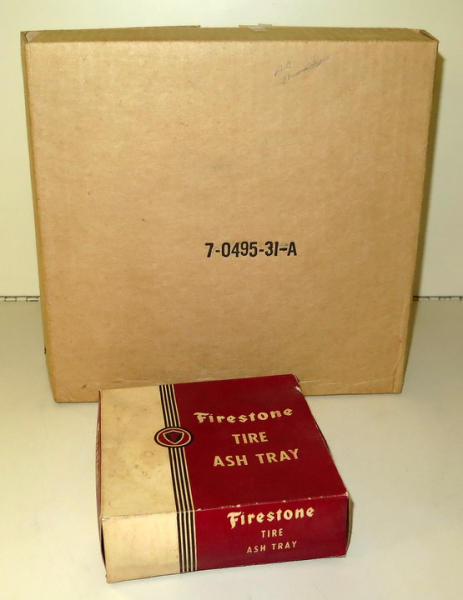 7-0495-31-A
Firestone
TIRE
ASH TRAY
Firestone
TIRE
ASH TRAY